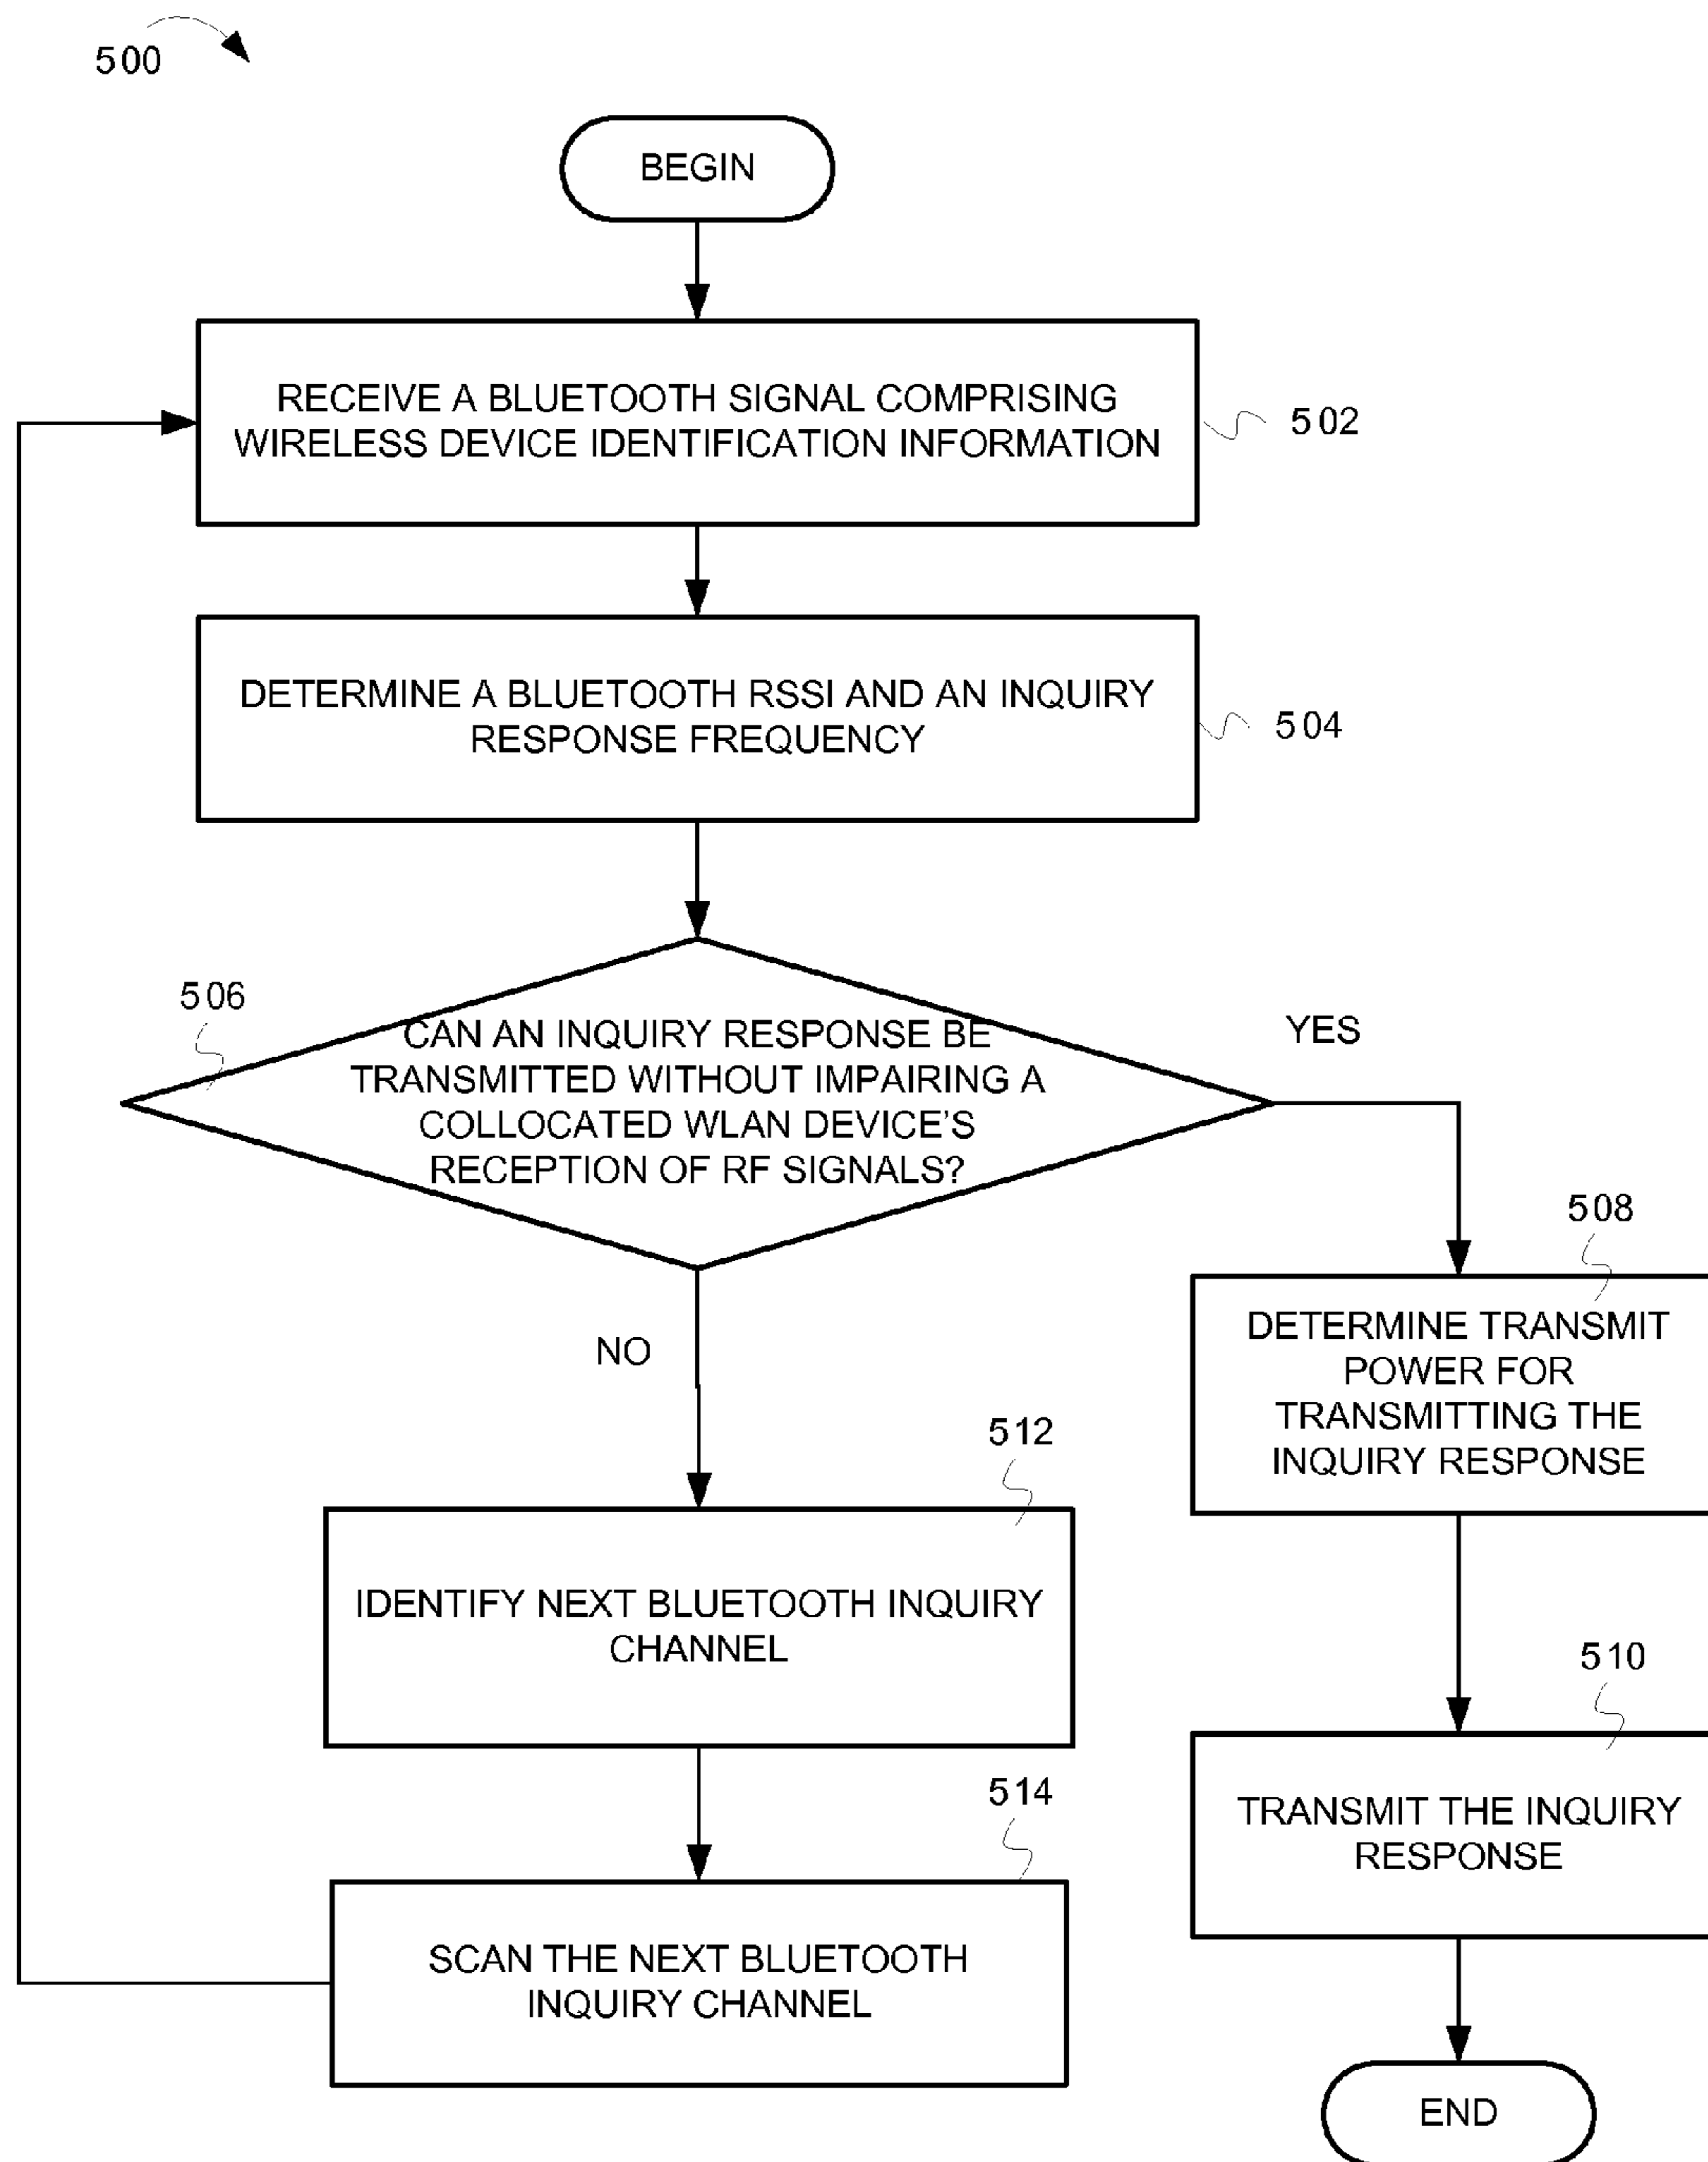 500
BEGIN
RECEIVE A BLUETOOTH SIGNAL COMPRISING
WIRELESS DEVICE IDENTIFICATION INFORMATION
502
DETERMINE A BLUETOOTH RSSI AND AN INQUIRY
RESPONSE FREQUENCY
504
506
CAN AN INQUIRY RESPONSE BE
TRANSMITTED WITHOUT IMPAIRING A
COLLOCATED WLAN DEVICE'S
RECEPTION OF RF SIGNALS?
YES
508
DETERMINE TRANSMIT
POWER FOR
TRANSMITTING THE
INQUIRY RESPONSE
NO
512
IDENTIFY NEXT BLUETOOTH INQUIRY
CHANNEL
510
TRANSMIT THE INQUIRY
RESPONSE
514
SCAN THE NEXT BLUETOOTH
INQUIRY CHANNEL
END